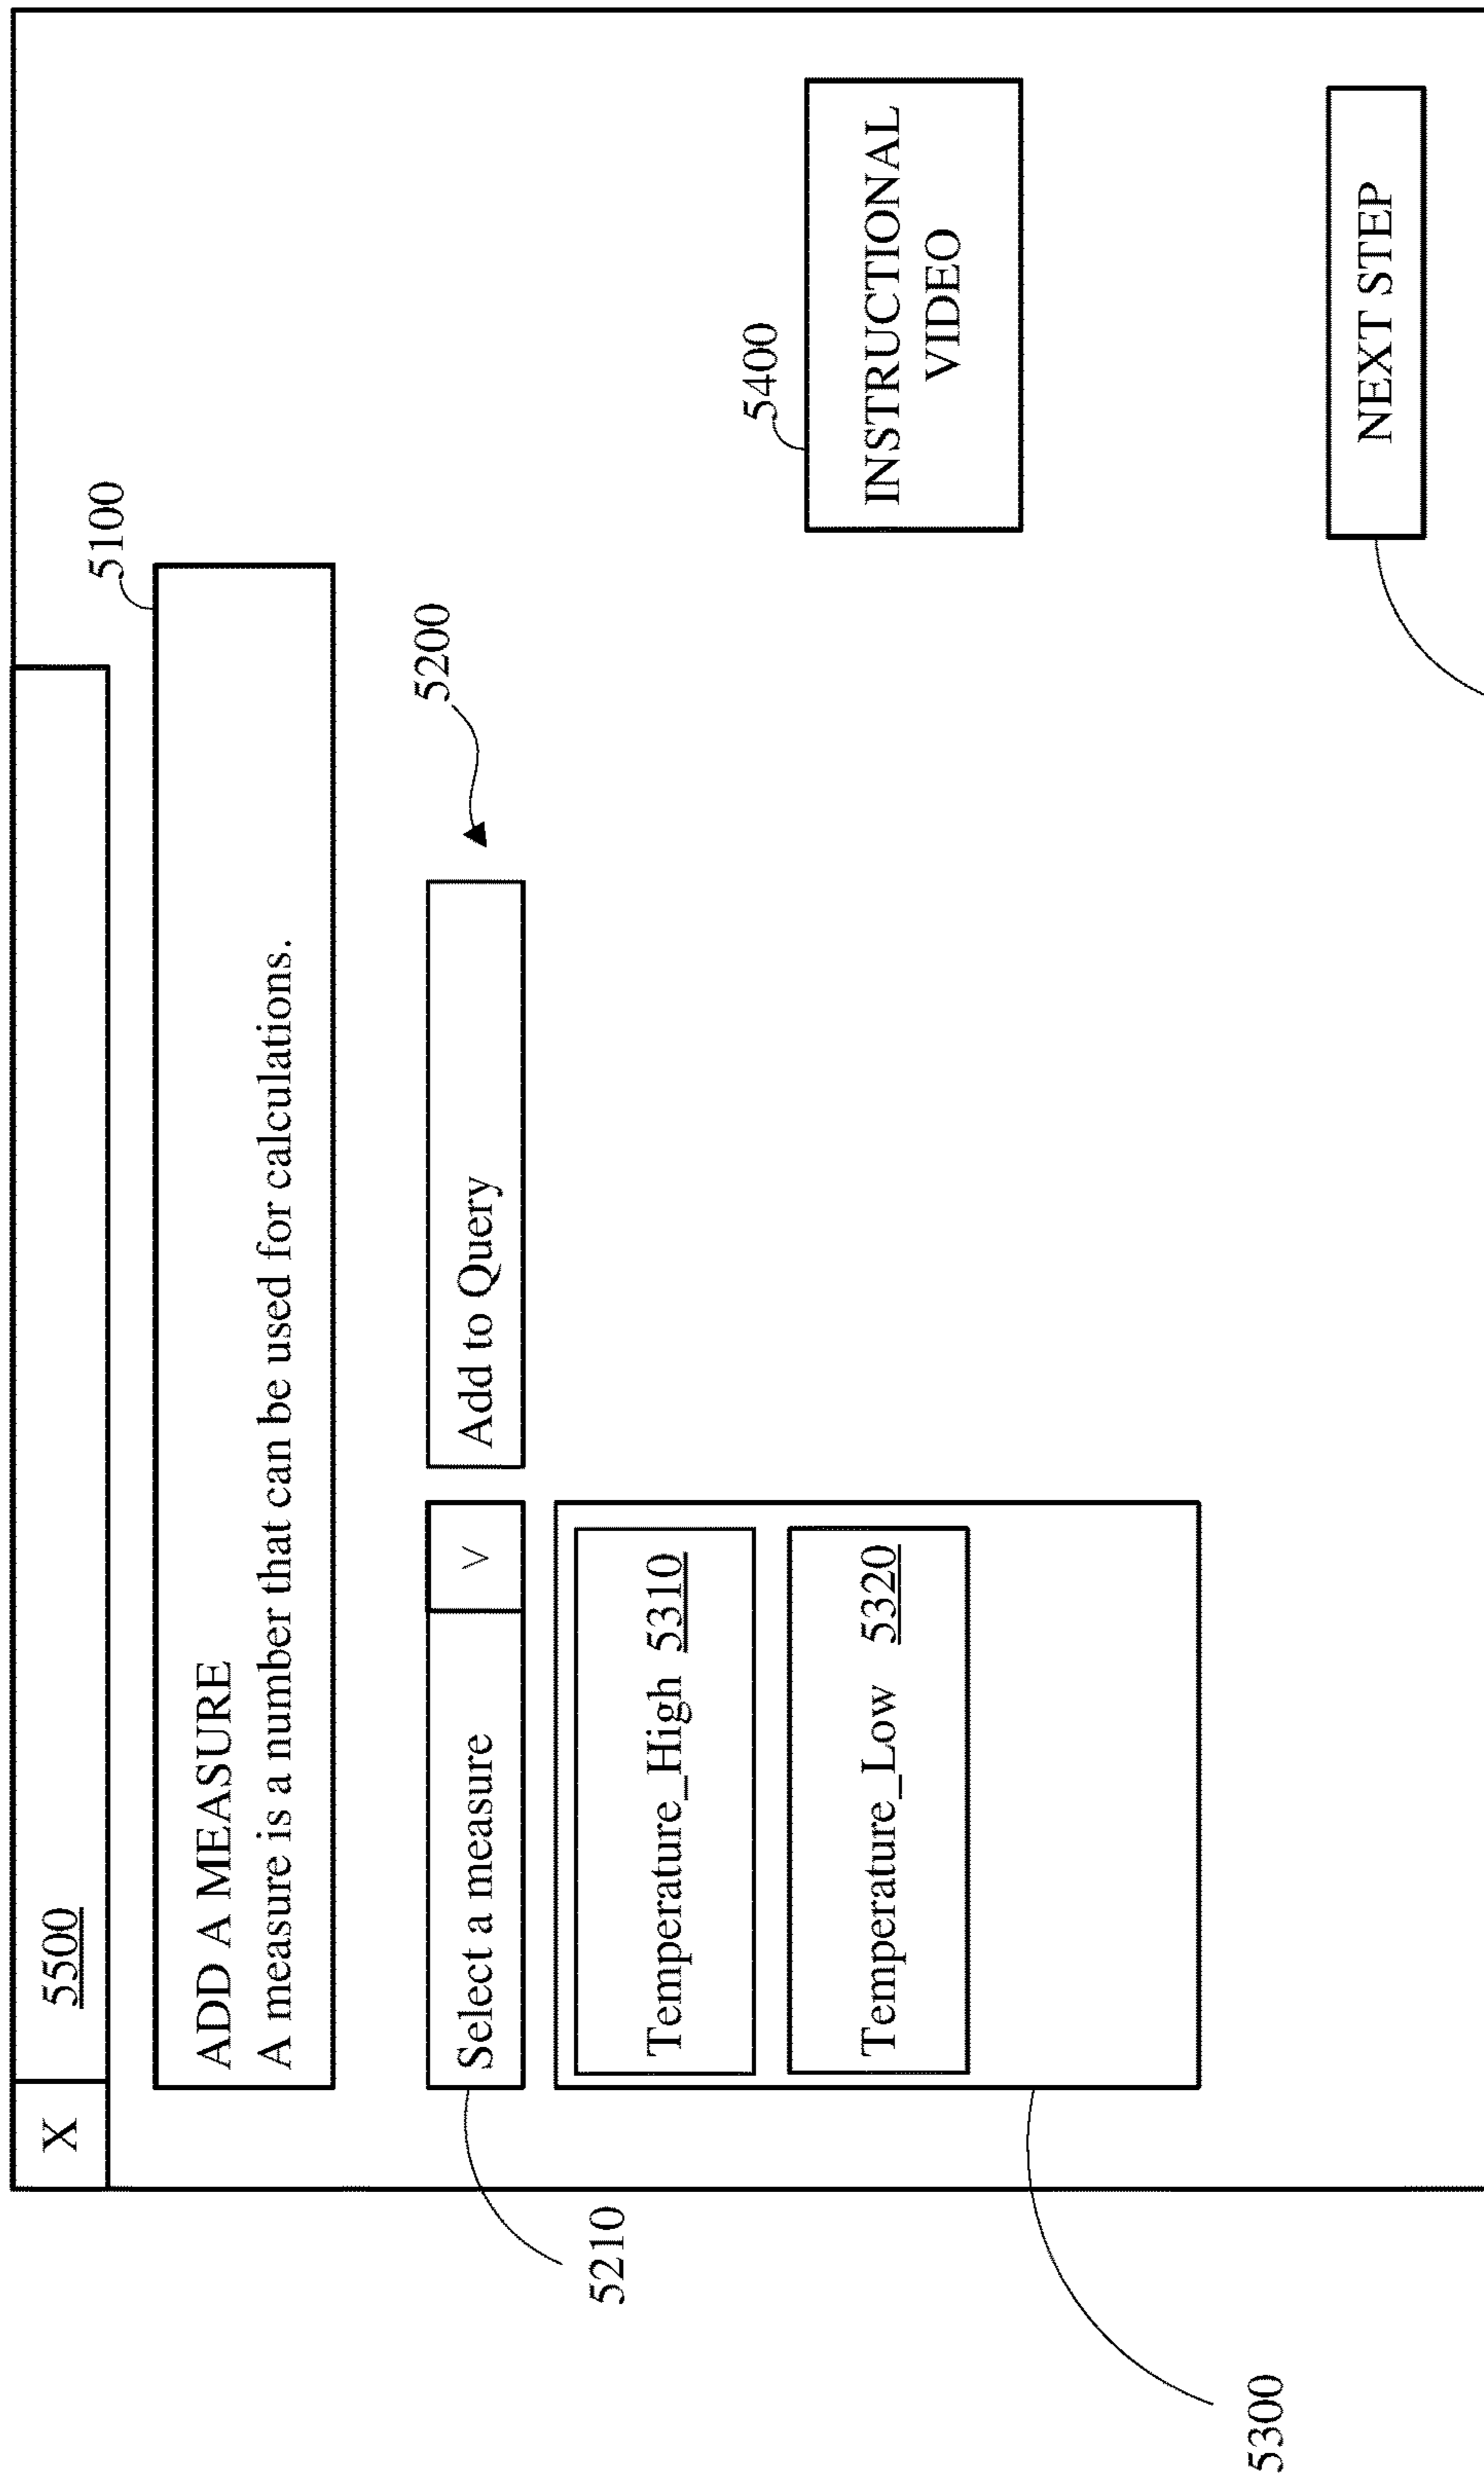 X
5500
5100
ADD A MEASURE
A measure is a number that can be used for calculations.
5200
5210
Select a measure
V
Add to Query
5300
Temperature_High 5310
Temperature_Low 5320
5400
INSTRUCTIONAL
VIDEO
NEXT STEP